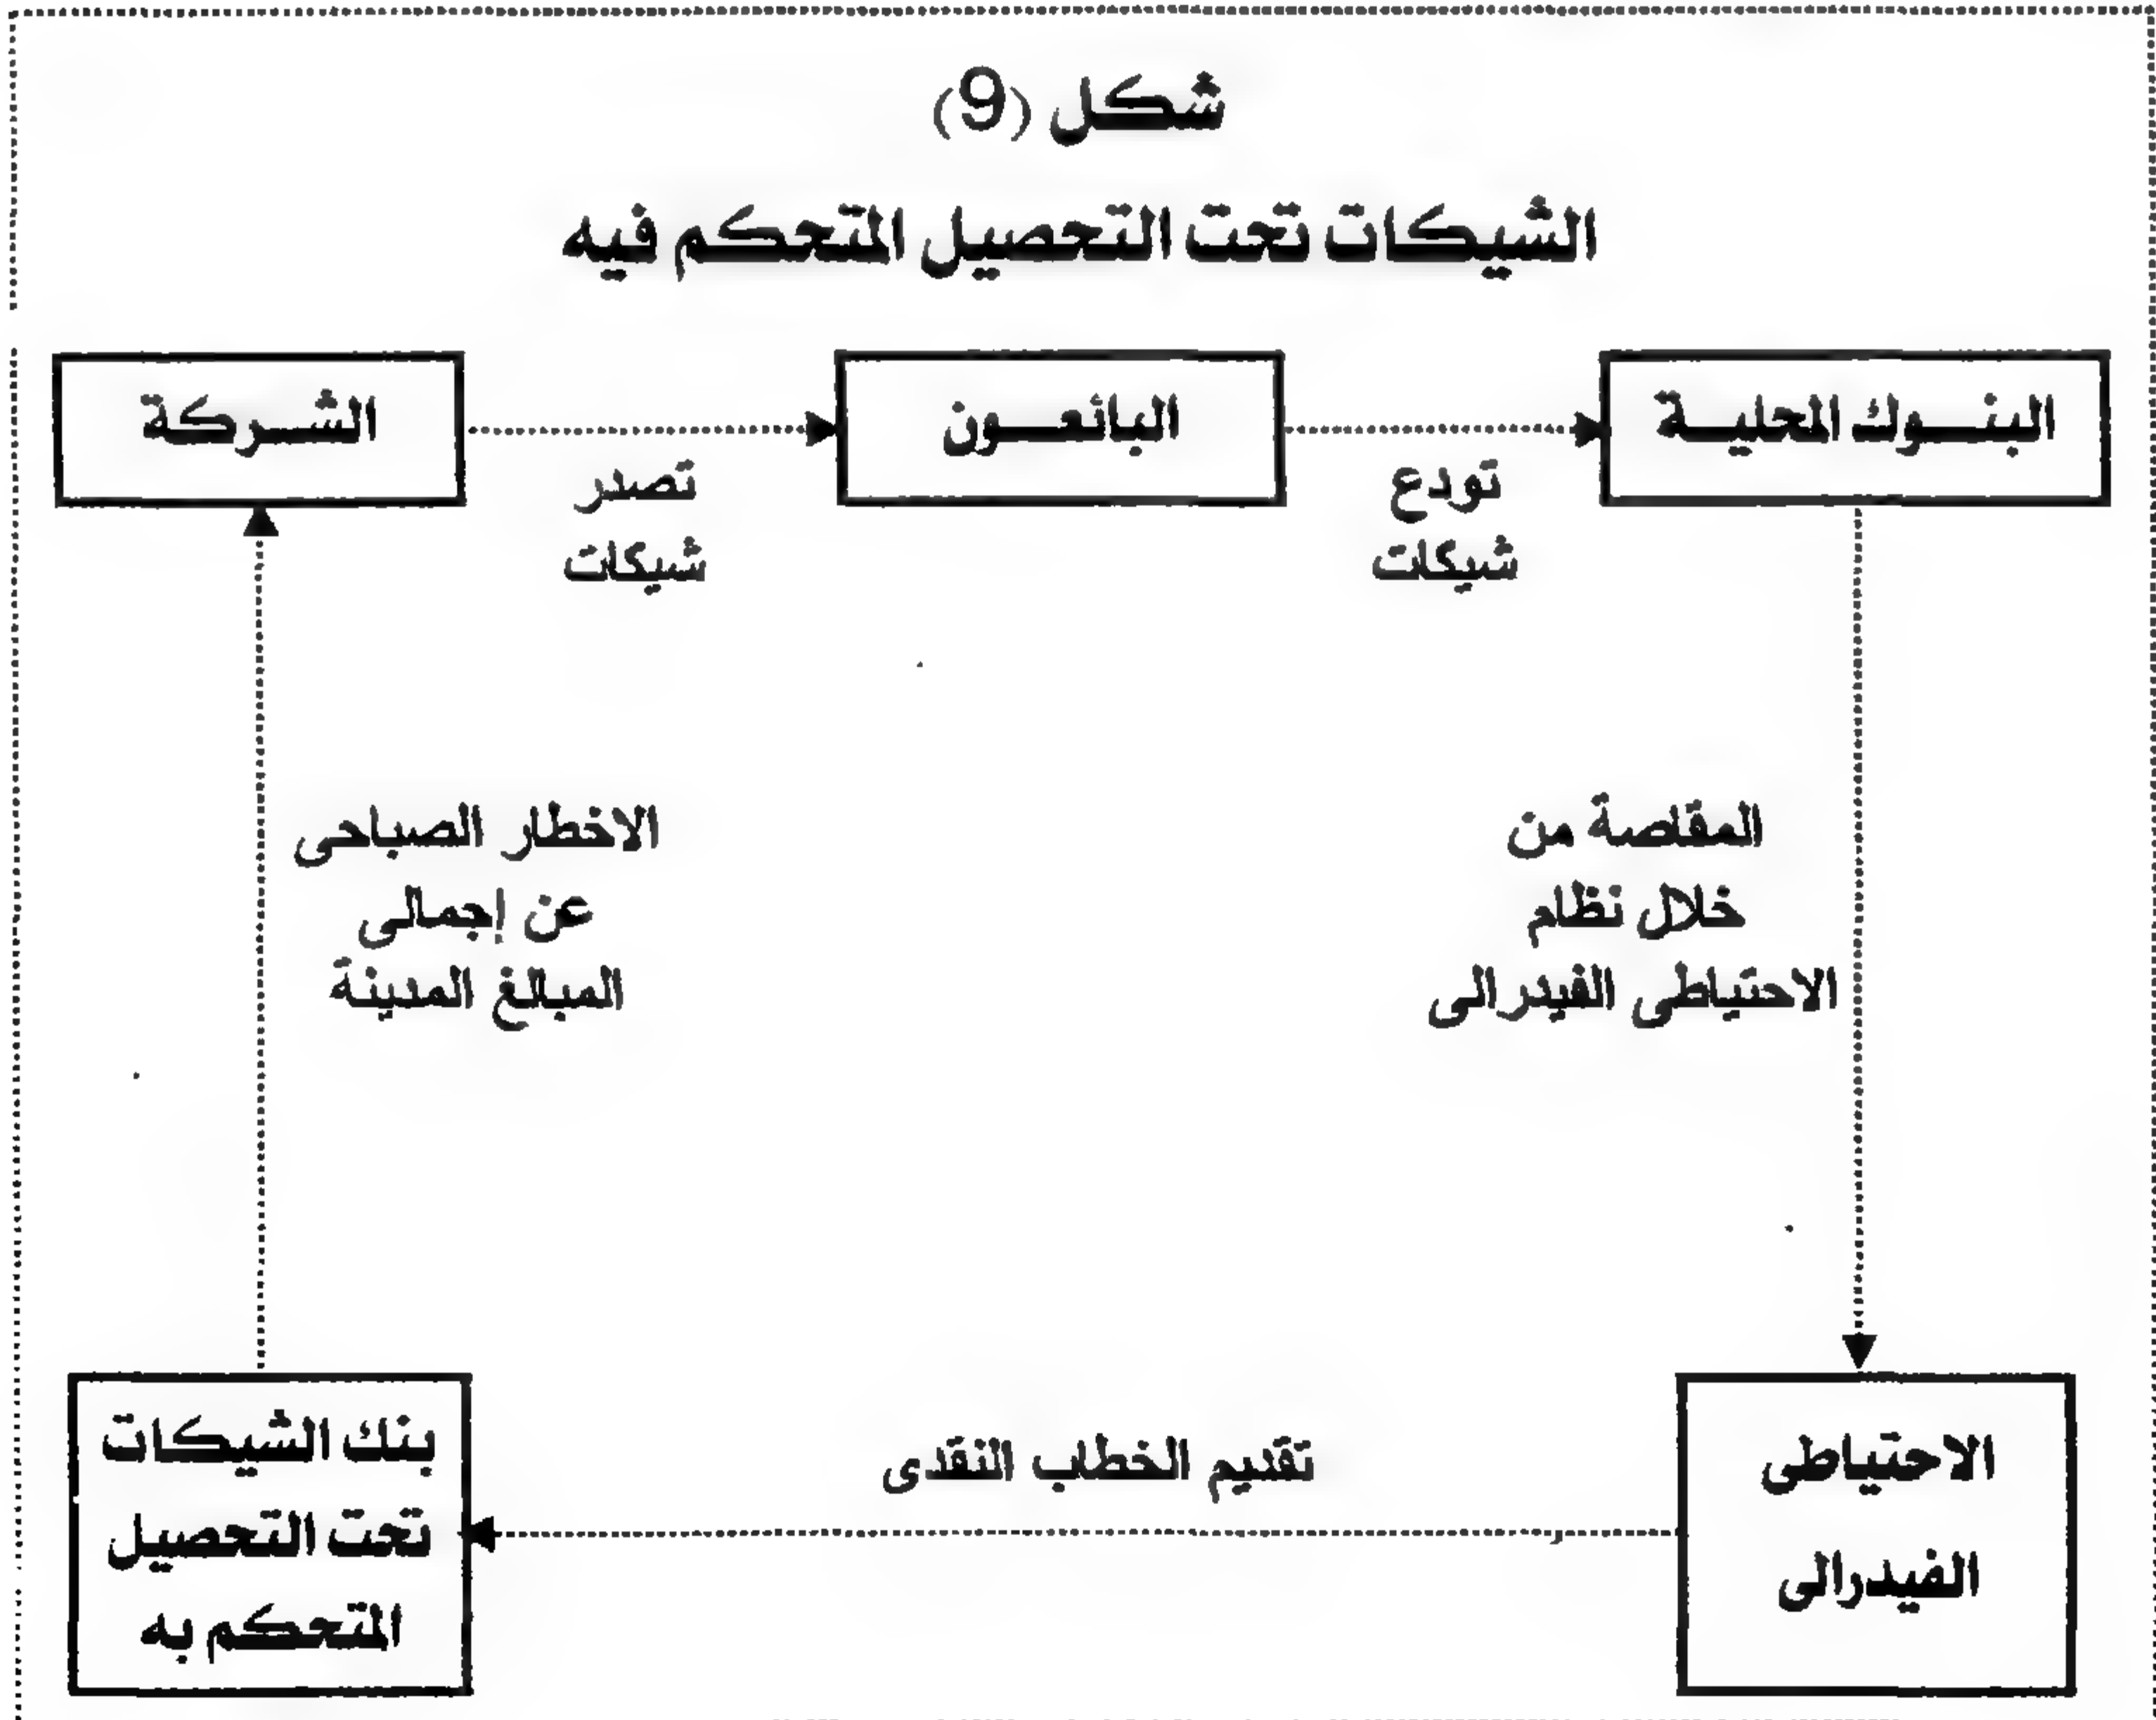 شكل (9)
الشيكات تحت التحصيل المتحكم فيه
البنوك المحلية
البائعون
الشركة
تودع
شيكات
تصدر
شيكات
المقاصة من
خلال نظام
الاحتياطى الفيدرالى
الاخطار الصباحى
عن إجمالى
المبالغ المدينة
الاحتياطى
الفيدرالى
تقديم الخطاب النقدى
بنك الشيكات
تحت التحصيل
المتحكم به